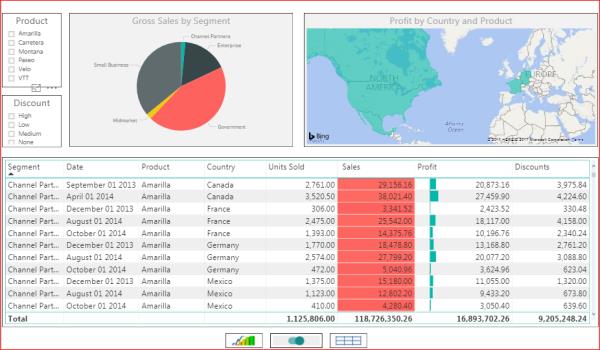 Product
Amarilla
Carretera
Montana
Paseo
Velo
VTT
Discount
High
Low
Medium
None
Gross Sales by Segment
Channel Partners
Enterprise
Small Business
Midmarket
Government
Profit by Country and Product
NORTH
AMERICA
EUROPE
Atlantic
Ocean
Bing
Segment Date Product Country Units Sold Sales Profit Discounts
Channel Part... September 01 2013 Amarilla Canada 2,761.00 29,156.16 20,873.16 3,975.84
Channel Part... April 01 2014 Amarilla Canada 3,520.50 38,021.40 27,459.90 4,224.60
Channel Part... December 01 2013 Amarilla France 306.00 3,341.52 2,423.52 330.48
Channel Part... August 01 2014 Amarilla France 2,475.00 25,542.00 18,117.00 4,158.00
Channel Part... October 01 2014 Amarilla France 1,393.00 14,375.76 10,196.76 2,340.24
Channel Part... December 01 2013 Amarilla Germany 1,770.00 18,478.80 13,168.80 2,761.20
Channel Part... August 01 2014 Amarilla Germany 2,574.00 27,799.20 20,077.20 3,088.80
Channel Part... October 01 2014 Amarilla Germany 472.00 5,040.96 3,624.96 623.04
Channel Part... December 01 2013 Amarilla Mexico 1,375.00 15,180.00 11,055.00 1,320.00
Channel Part... August 01 2014 Amarilla Mexico 1,123.00 12,802.20 9,433.20 673.80
Channel Part... October 01 2014 Amarilla Mexico 410.00 4,280.40 3,050.40 639.60
Total 1,125,806.00 118,726,350.26 16,893,702.26 9,205,248.24